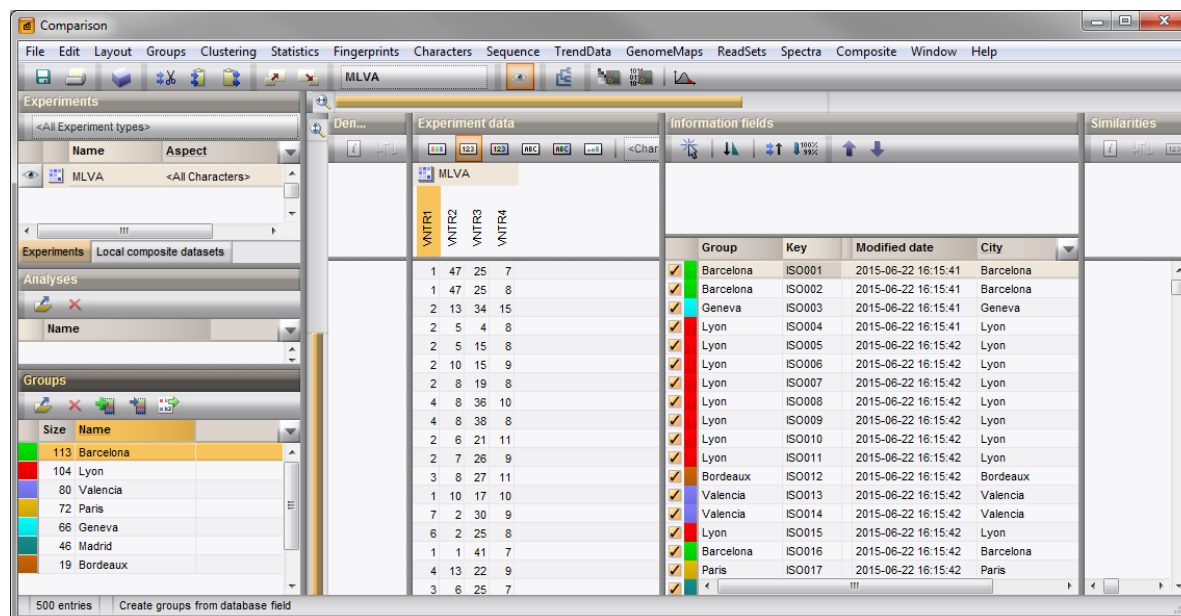 Comparison
File Edit Layout Groups Clustering Statistics Fingerprints Characters Sequence TrendData GenomeMaps ReadSets Spectra Composite Window Help
MLVA
Experiments
<All Experiment types>
Name Aspect
MLVA <All Characters>
Experiments Local composite datasets
Analyses
Name
Groups
Size Name
113 Barcelona
104 Lyon
80 Valencia
72 Paris
66 Geneva
46 Madrid
19 Bordeaux
Den...
Experiment data
123 123 ABC ABC <Char
MLVA
VNTR1 VNTR2 VNTR3 VNTR4
1 47 25 7
1 47 25 8
2 13 34 15
2 5 4 8
2 5 15 8
2 10 15 9
2 8 19 8
4 8 36 10
4 8 38 8
2 6 21 11
2 7 26 9
3 8 27 11
1 10 17 10
7 2 30 9
6 2 25 8
1 1 41 7
4 13 22 9
3 6 25 7
Information fields
100% 99%
Group Key Modified date City
Barcelona ISO001 2015-06-22 16:15:41 Barcelona
Barcelona ISO002 2015-06-22 16:15:41 Barcelona
Geneva ISO003 2015-06-22 16:15:41 Geneva
Lyon ISO004 2015-06-22 16:15:41 Lyon
Lyon ISO005 2015-06-22 16:15:42 Lyon
Lyon ISO006 2015-06-22 16:15:42 Lyon
Lyon ISO007 2015-06-22 16:15:42 Lyon
Lyon ISO008 2015-06-22 16:15:42 Lyon
Lyon ISO009 2015-06-22 16:15:42 Lyon
Lyon ISO010 2015-06-22 16:15:42 Lyon
Lyon ISO011 2015-06-22 16:15:42 Lyon
Bordeaux ISO012 2015-06-22 16:15:42 Bordeaux
Valencia ISO013 2015-06-22 16:15:42 Valencia
Valencia ISO014 2015-06-22 16:15:42 Valencia
Lyon ISO015 2015-06-22 16:15:42 Lyon
Barcelona ISO016 2015-06-22 16:15:42 Barcelona
Paris ISO017 2015-06-22 16:15:42 Paris
Similarities
500 entries Create groups from database field